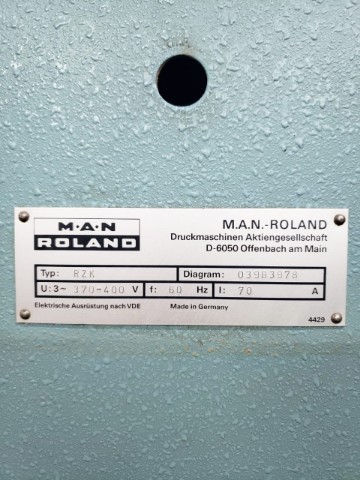 M·A·N
ROLAND
M.A.N.-ROLAND
Druckmaschinen Aktiengesellschaft
D-6050 Offenbach am Main
Typ: RZK Diagram: 03983978
U:3~ 370-400 V f: 60 Hz I: 70 A
Elektrische Ausrüstung nach VDE Made in Germany
4429